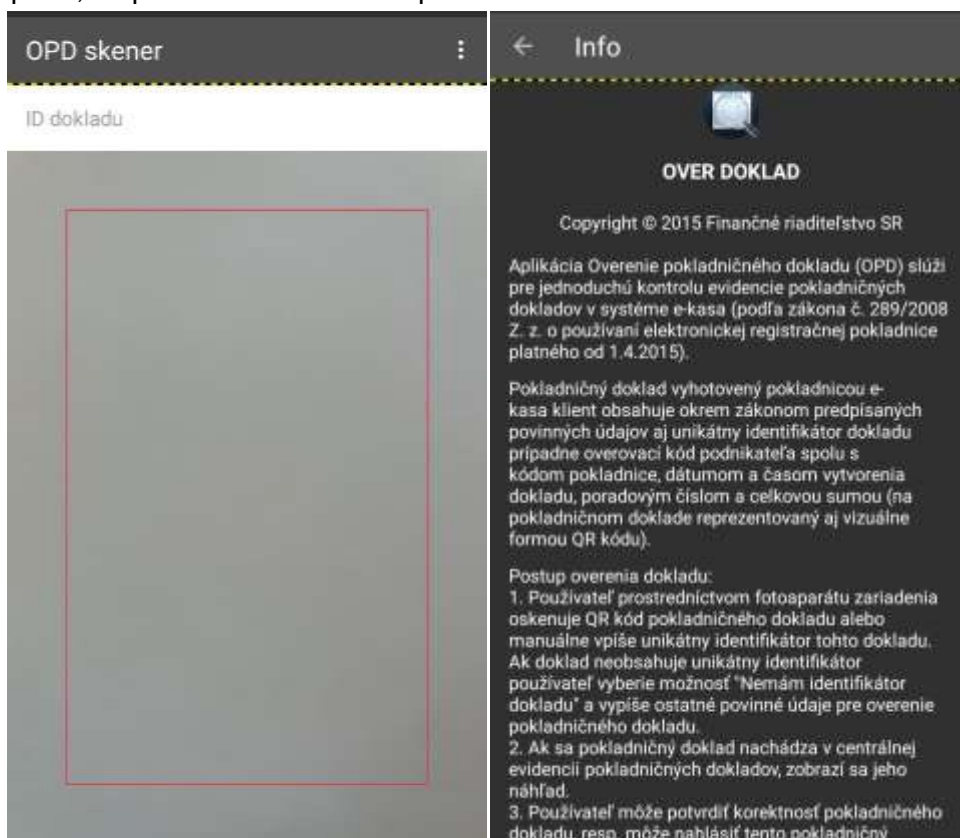 OPD skener
ID dokladu
Info
OVER DOKLAD
Copyright © 2015 Finančné riaditeľstvo SR
Aplikácia Overenie pokladničného dokladu (OPD) slúži
pre jednoduchú kontrolu evidencie pokladničných
dokladov v systéme e-kasa (podľa zákona č. 289/2008
Z. z. o používaní elektronickej registračnej pokladnice
platného od 1.4.2015).
Pokladničný doklad vyhotovený pokladnicou e-
kasa klient obsahuje okrem zákonom predpísaných
povinných údajov aj unikátny identifikátor dokladu
prípadne overovací kód podnikateľa spolu s
kódom pokladnice, dátumom a časom vytvorenia
dokladu, poradovým číslom a celkovou sumou (na
pokladničnom doklade reprezentovaný aj vizuálne
formou QR kódu).
Postup overenia dokladu:
1. Používateľ prostredníctvom fotoaparátu zariadenia
oskenuje QR kód pokladničného dokladu alebo
manuálne vpíše unikátny identifikátor tohto dokladu.
Ak doklad neobsahuje unikátny identifikátor
používateľ vyberie možnosť "Nemám identifikátor
dokladu" a vypíše ostatné povinné údaje pre overenie
pokladničného dokladu.
2. Ak sa pokladničný doklad nachádza v centrálnej
evidencii pokladničných dokladov, zobrazí sa jeho
náhľad.
3. Používateľ môže potvrdiť korektnosť pokladničného
dokladu, resp. môže nahlásiť tento pokladničný